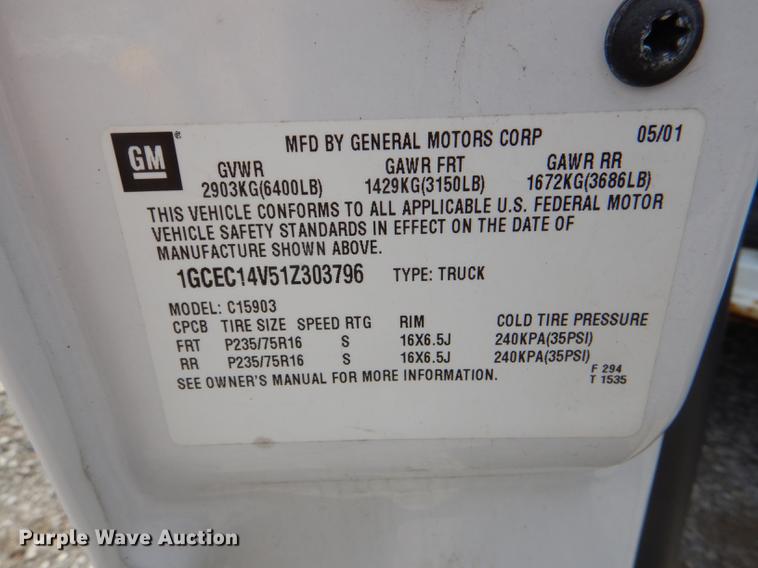 GM
MFD BY GENERAL MOTORS CORP 05/01
GVWR GAWR FRT GAWR RR
2903KG(6400LB) 1429KG(3150LB) 1672KG(3686LB)
THIS VEHICLE CONFORMS TO ALL APPLICABLE U.S. FEDERAL MOTOR
VEHICLE SAFETY STANDARDS IN EFFECT ON THE DATE OF
MANUFACTURE SHOWN ABOVE.
1GCEC14V51Z303796 TYPE: TRUCK
MODEL: C15903
CPCB TIRE SIZE SPEED RTG RIM COLD TIRE PRESSURE
FRT P235/75R16 S 16X6.5J 240KPA(35PSI)
RR P235/75R16 S 16X6.5J 240KPA(35PSI)
SEE OWNER'S MANUAL FOR MORE INFORMATION.
F 294
T 1535
Purple Wave Auction